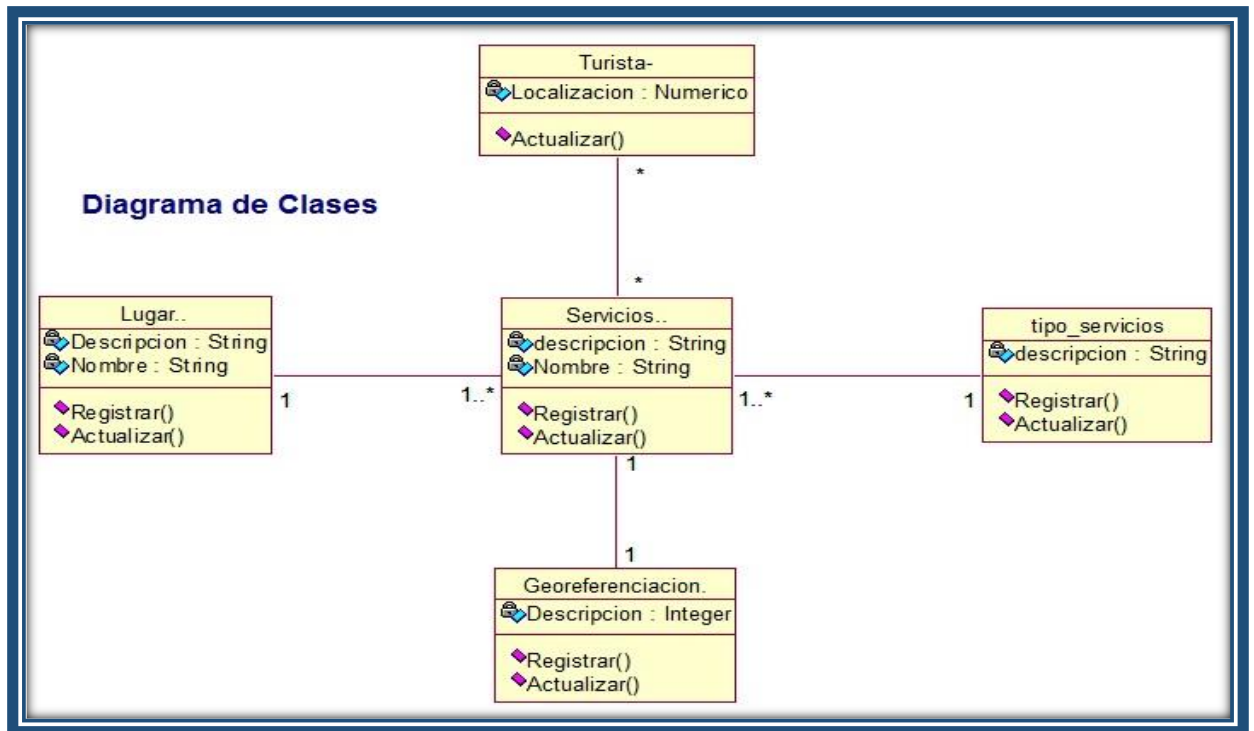 Turista-
Localizacion : Numerico
Actualizar()
*
Diagrama de Clases
*
Lugar..
Descripcion : String
Nombre : String
Registrar()
Actualizar()
1
1..*
Servicios..
descripcion : String
Nombre : String
Registrar()
Actualizar()
1..*
1
tipo_servicios
descripcion : String
Registrar()
Actualizar()
1
1
Georeferenciacion.
Descripcion : Integer
Registrar()
Actualizar()